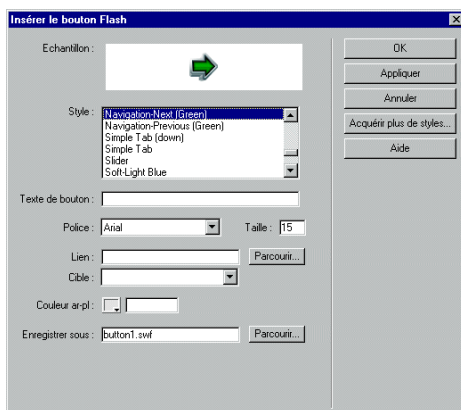 Insérer le bouton Flash
Echantillon :
OK
Appliquer
Annuler
Acquérir plus de styles...
Aide
Style :
Navigation-Next (Green)
Navigation-Previous (Green)
Simple Tab (down)
Simple Tab
Slider
Soft-Light Blue
Texte de bouton :
Police : Arial Taille : 15
Lien : Parcourir...
Cible :
Couleur ar-pl :
Enregistrer sous : button1.swf Parcourir...